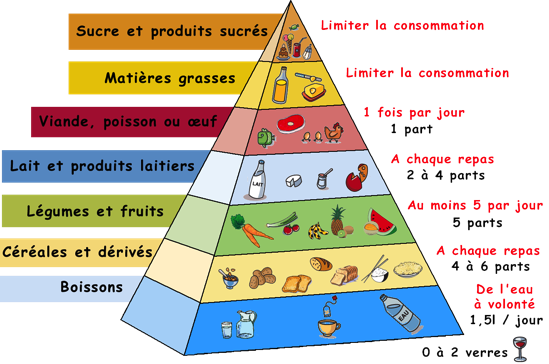 Sucre et produits sucrés
Limiter la consommation
Matières grasses
Limiter la consommation
Viande, poisson ou œuf
1 fois par jour
1 part
Lait et produits laitiers
LAIT
A chaque repas
2 à 4 parts
Légumes et fruits
Au moins 5 par jour
5 parts
Céréales et dérivés
A chaque repas
4 à 6 parts
Boissons
EAU
De l'eau
à volonté
1,5l / jour
0 à 2 verres